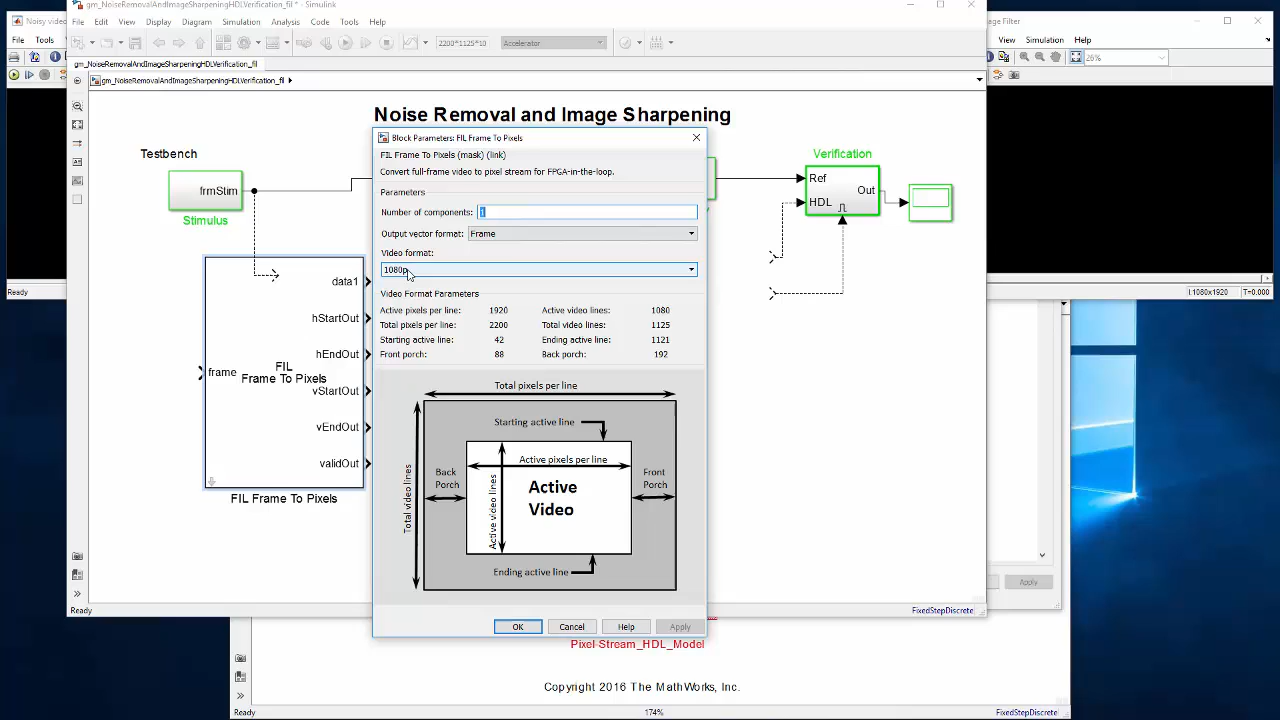 Noisy video
File Tools
Ready
gm_NoiseRemovalAndImageSharpeningHDLVerification_fil * - Simulink
File Edit View Display Diagram Simulation Analysis Code Tools Help
1125*10
Accelerator
gm_NoiseRemovalAndImageSharpeningHDLVerification_fil
gm_NoiseRemovalAndImageSharpeningHDLVerification_fil
Noise Removal and Image Sharpening
Testbench
frmStim
Stimulus
frame
FIL
Frame To Pixels
data1
hStartOut
hEndOut
vStartOut
vEndOut
validOut
FIL Frame To Pixels
Verification
Ref
HDL
Out
Ready
FixedStepDiscrete
Block Parameters: FIL Frame To Pixels
FIL Frame To Pixels (mask) (link)
Convert full-frame video to pixel stream for FPGA-in-the-loop.
Parameters
Number of components: 1
Output vector format: Frame
Video format:
1080p
Video Format Parameters
Active pixels per line: 1920 Active video lines: 1080
Total pixels per line: 2200 Total video lines: 1125
Starting active line: 42 Ending active line: 1121
Front porch: 88 Back porch: 192
Total pixels per line
Starting active line
Active pixels per line
Back
Porch
Front
Porch
Total video lines
Active video lines
Active
Video
Ending active line
OK Cancel Help Apply
ge Filter
View Simulation Help
26%
I:1080x1920 T=0.000
Apply
Pixel-Stream_HDL_Model
Copyright 2016 The MathWorks, Inc.
Ready 174% FixedStepDiscrete